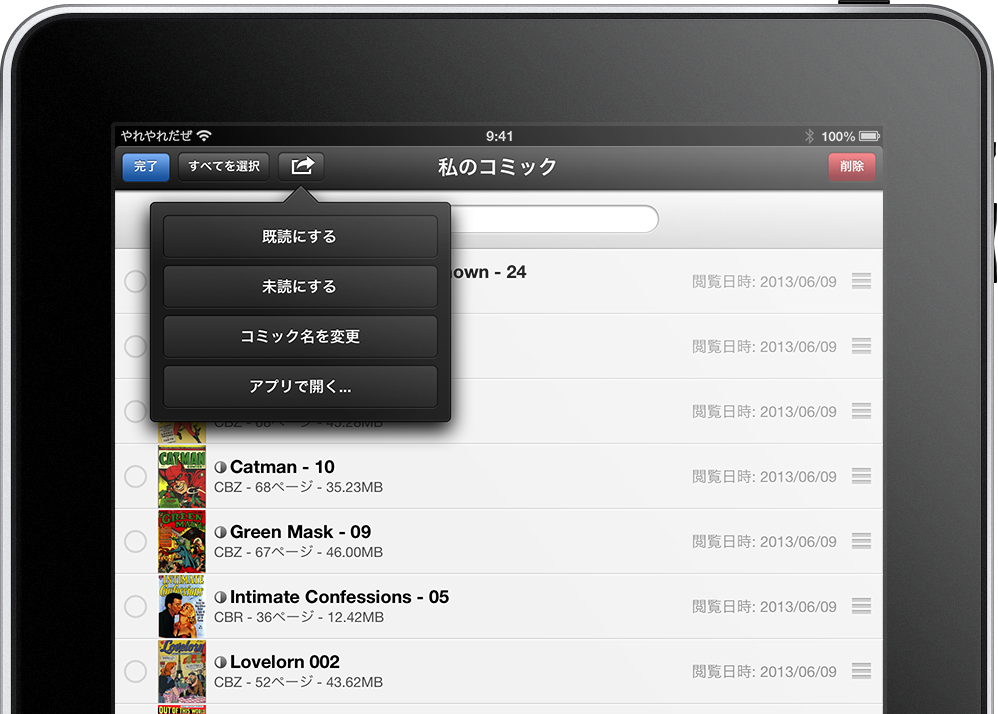 やれやれだぜ 9:41 100%
完了 すべてを選択 私のコミック 削除
既読にする
未読にする
コミック名を変更
アプリで開く...
own - 24 閲覧日時: 2013/06/09
閲覧日時: 2013/06/09
閲覧日時: 2013/06/09
CBZ - 68ページ - 45.28MB
CATMAN
Catman - 10
CBZ - 68ページ - 35.23MB 閲覧日時: 2013/06/09
GREEN MASK
Green Mask - 09
CBZ - 67ページ - 46.00MB 閲覧日時: 2013/06/09
INTIMATE Confessions
Intimate Confessions - 05
CBR - 36ページ - 12.42MB 閲覧日時: 2013/06/09
Lovelorn
Lovelorn 002
CBZ - 52ページ - 43.62MB 閲覧日時: 2013/06/09
OUT OF THIS WORLD